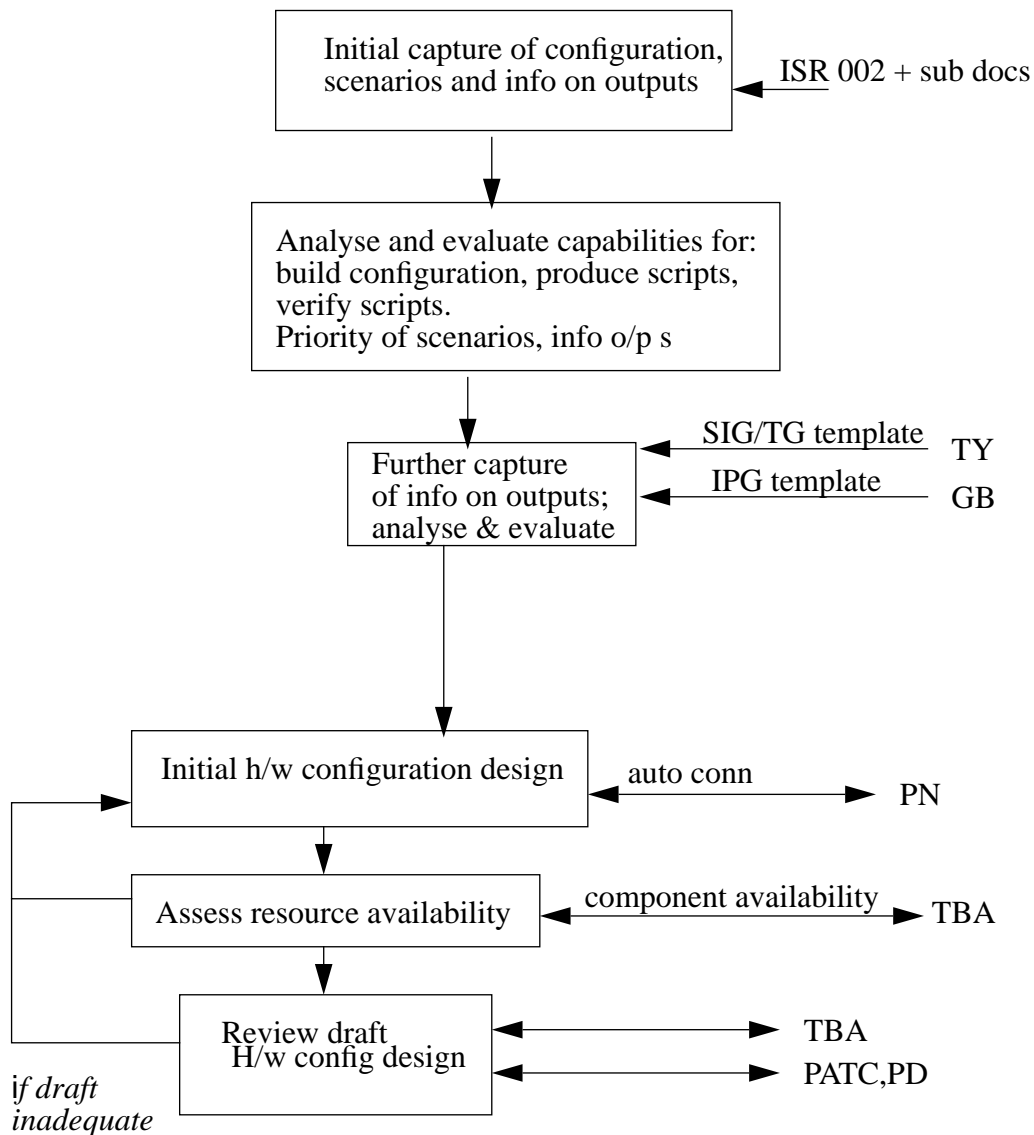 Initial capture of configuration,
scenarios and info on outputs
ISR 002 + sub docs
Analyse and evaluate capabilities for:
build configuration, produce scripts,
verify scripts.
Priority of scenarios, info o/p s
SIG/TG template
TY
Further capture
of info on outputs;
analyse & evaluate
IPG template
GB
Initial h/w configuration design
auto conn
PN
Assess resource availability
component availability
TBA
Review draft
H/w config design
TBA
PATC,PD
if draft
inadequate